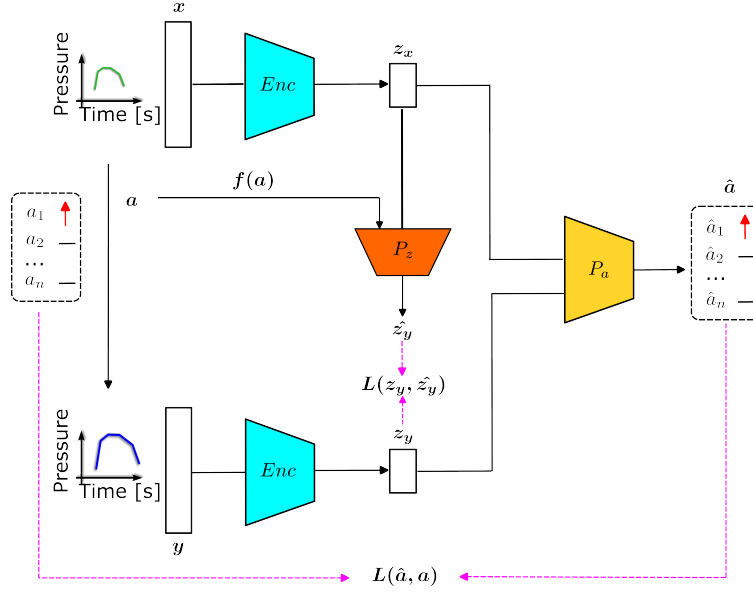 x
Pressure
Time [s]
Enc
z_x
a
f(a)
a_1
a_2
...
a_n
P_z
P_a
â
â_1
â_2
...
â_n
ẑ_y
L(z_y, ẑ_y)
z_y
Pressure
Time [s]
Enc
y
L(â, a)